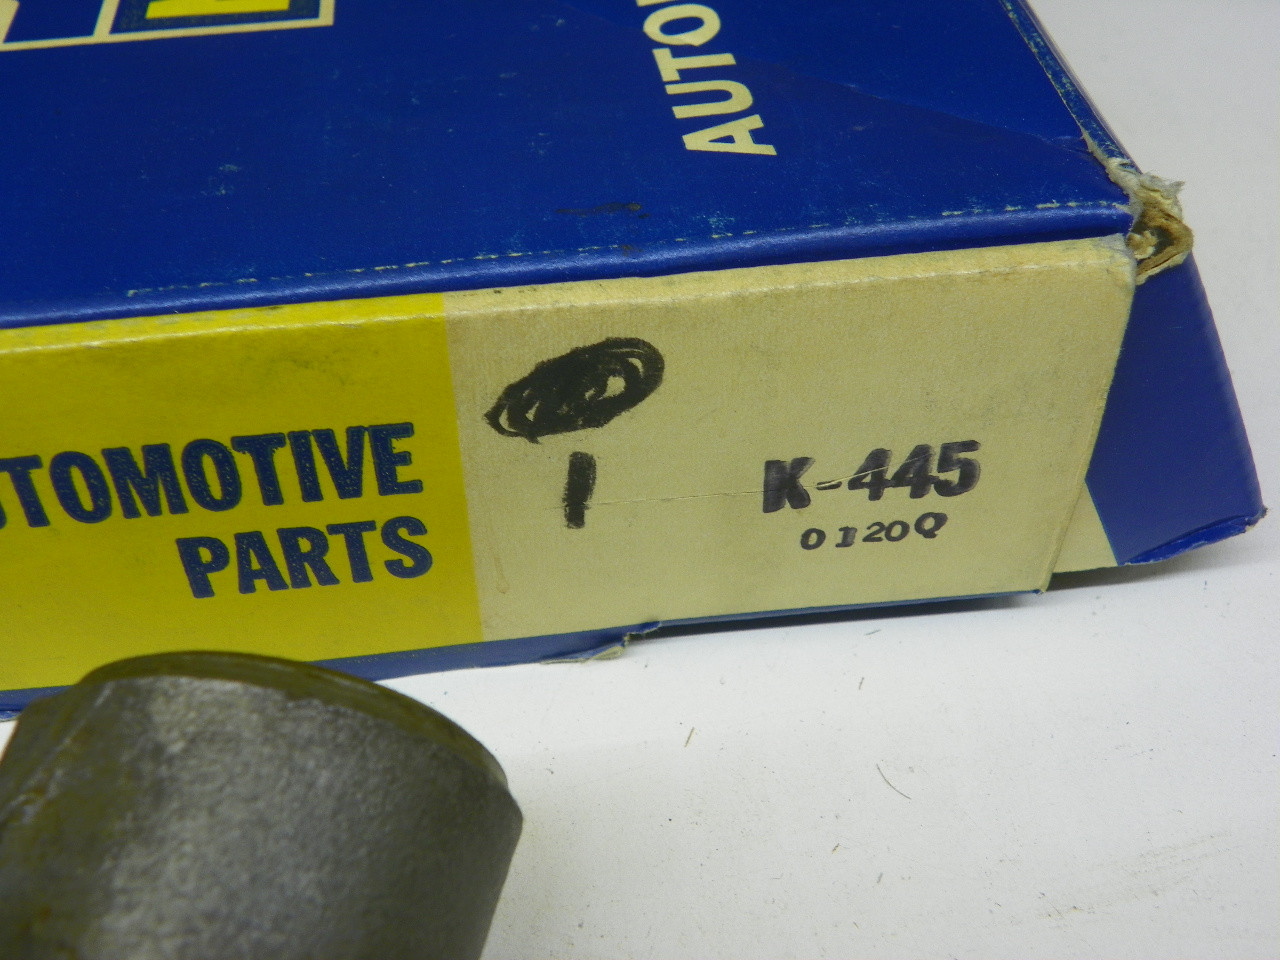 AUTO
UTOMOTIVE
PARTS
1
K-445
0120Q